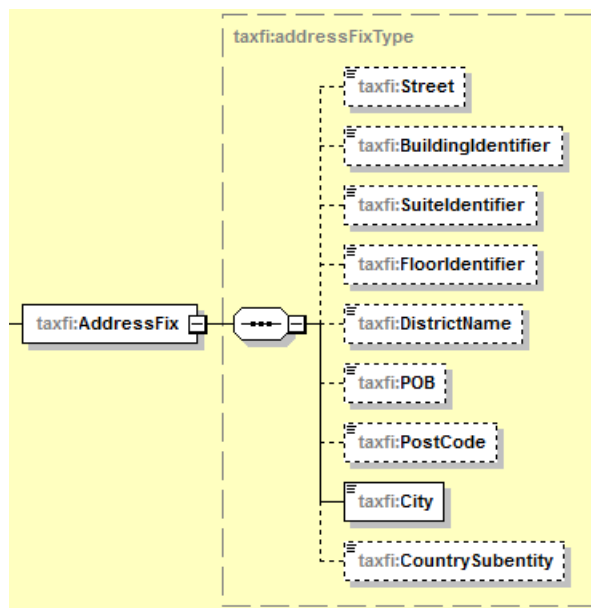 taxfi:addressFixType
taxfi:Street
taxfi:BuildingIdentifier
taxfi:SuiteIdentifier
taxfi:FloorIdentifier
taxfi:AddressFix
taxfi:DistrictName
taxfi:POB
taxfi:PostCode
taxfi:City
taxfi:CountrySubentity